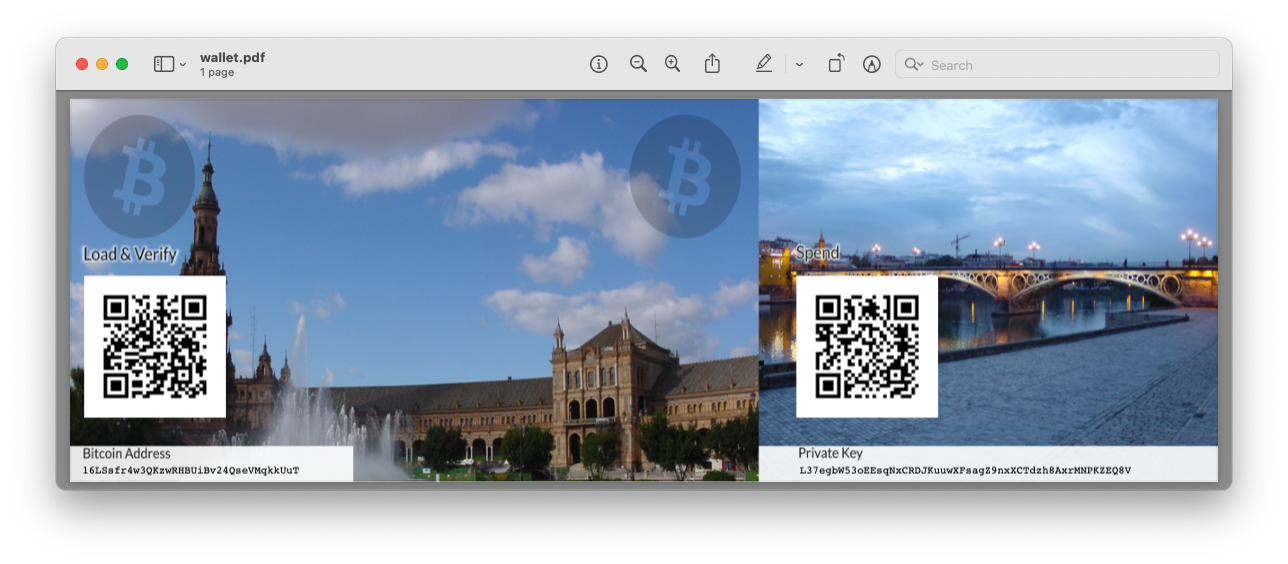 wallet.pdf
1 page
Search
Load & Verify
Spend
Bitcoin Address
16LSsfr4w3QKzwRHBUiBv24QseVMqkkUuT
Private Key
L37egbW53oEEsqNxCRDJKuuwXFsagZ9nxXCTdzh8AxrMNPKZEQ8V